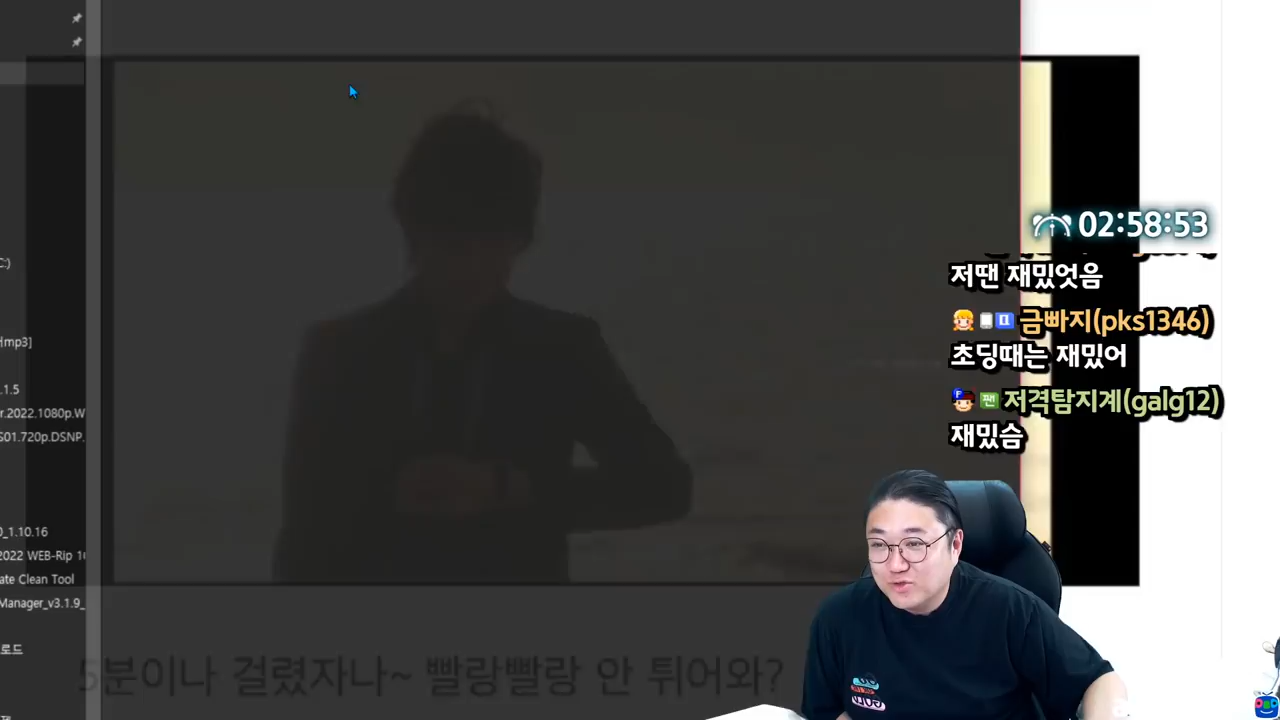 C:)
mp3]
.1.5
r.2022.1080p.W
S01.720p.DSNP.
_1.10.16
2022 WEB-Rip 1
ate Clean Tool
Manager_v3.1.9_
로드
02:58:53
저땐 재밌엇음
금빠지(pks1346)
초딩때는 재밌어
F 팬 저격탐지계(galg12)
재밌슴
5분이나 걸렸자나~ 빨랑빨랑 안 튀어와?